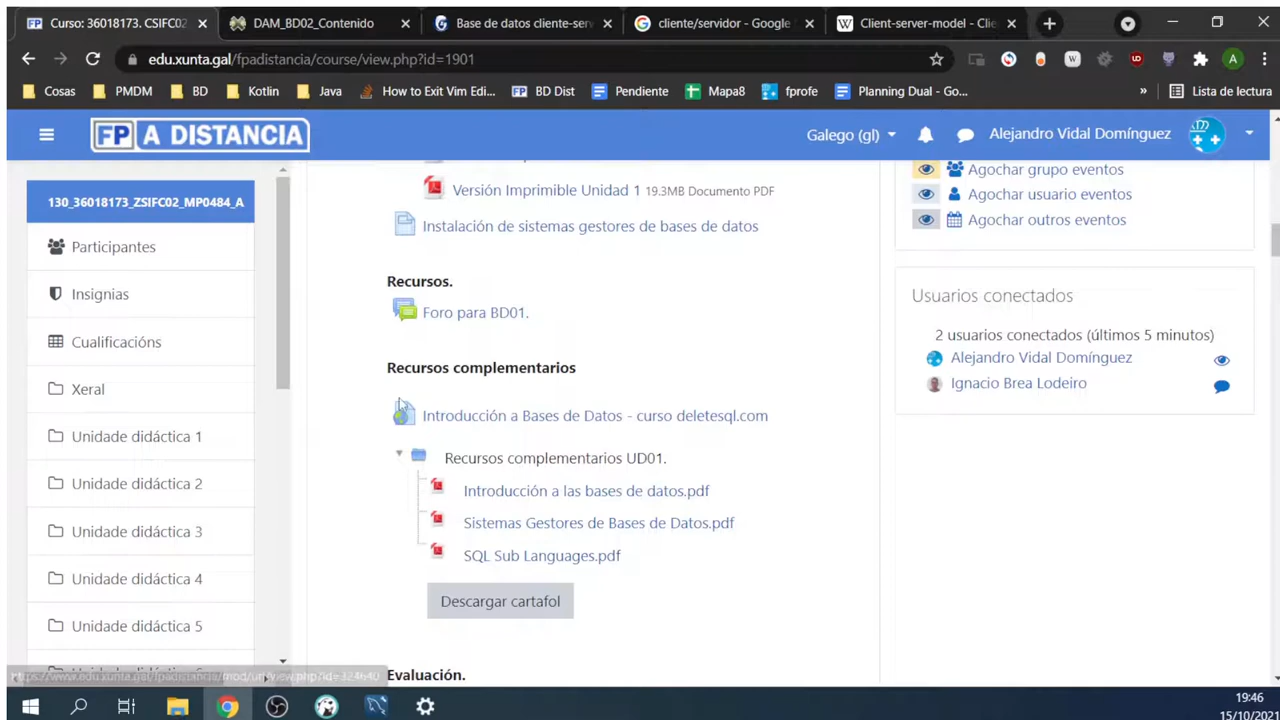 Curso: 36018173. CSIFC02
DAM_BD02_Contenido
Base de datos cliente-ser
cliente/servidor - Google
Client-server-model - Clie
edu.xunta.gal/fpadistancia/course/view.php?id=1901
Cosas
PMDM
BD
Kotlin
Java
How to Exit Vim Edi...
BD Dist
Pendiente
Mapa8
fprofe
Planning Dual - Go...
»
Lista de lectura
FP A DISTANCIA
Galego (gl)
Alejandro Vidal Domínguez
130_36018173_ZSIFC02_MP0484_A
Participantes
Insignias
Cualificacións
Xeral
Unidade didáctica 1
Unidade didáctica 2
Unidade didáctica 3
Unidade didáctica 4
Unidade didáctica 5
Versión Imprimible Unidad 1 19.3MB Documento PDF
Instalación de sistemas gestores de bases de datos
Recursos.
Foro para BD01.
Recursos complementarios
Introducción a Bases de Datos - curso deletesql.com
Recursos complementarios UD01.
Introducción a las bases de datos.pdf
Sistemas Gestores de Bases de Datos.pdf
SQL Sub Languages.pdf
Descargar cartafol
Evaluación.
Agochar grupo eventos
Agochar usuario eventos
Agochar outros eventos
Usuarios conectados
2 usuarios conectados (últimos 5 minutos)
Alejandro Vidal Domínguez
Ignacio Brea Lodeiro
19:46
15/10/2021